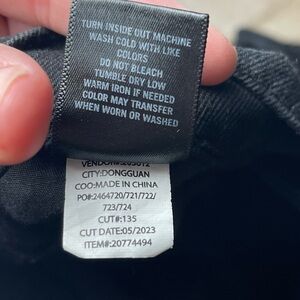 TURN INSIDE OUT MACHINE
WASH COLD WITH LIKE
COLORS
DO NOT BLEACH
TUMBLE DRY LOW
WARM IRON IF NEEDED
COLOR MAY TRANSFER
WHEN WORN OR WASHED
CITY:DONGGUAN
COO:MADE IN CHINA
PO#:2464720/721/722/
723/724
CUT#:135
CUT DATE:05/2023
ITEM#:20774494